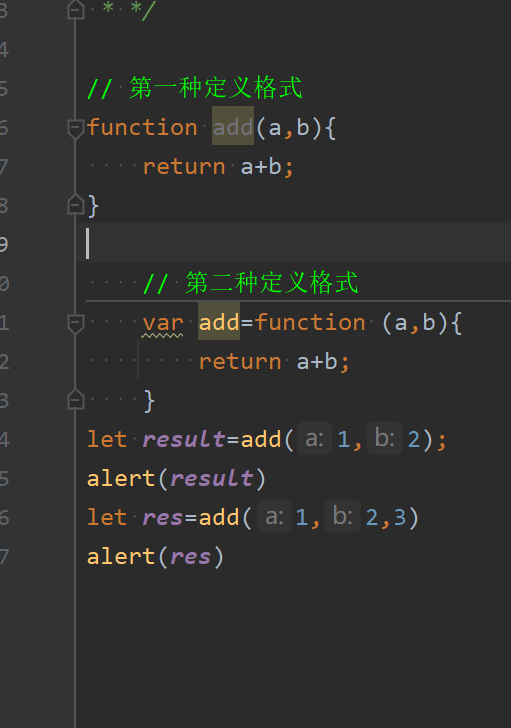 3 * */
4
5 // 第一种定义格式
6 function add(a,b){
7 return a+b;
8 }
9
0 // 第二种定义格式
1 var add=function (a,b){
2 return a+b;
3 }
4 let result=add( a: 1, b: 2);
5 alert(result)
6 let res=add( a: 1, b: 2,3)
7 alert(res)